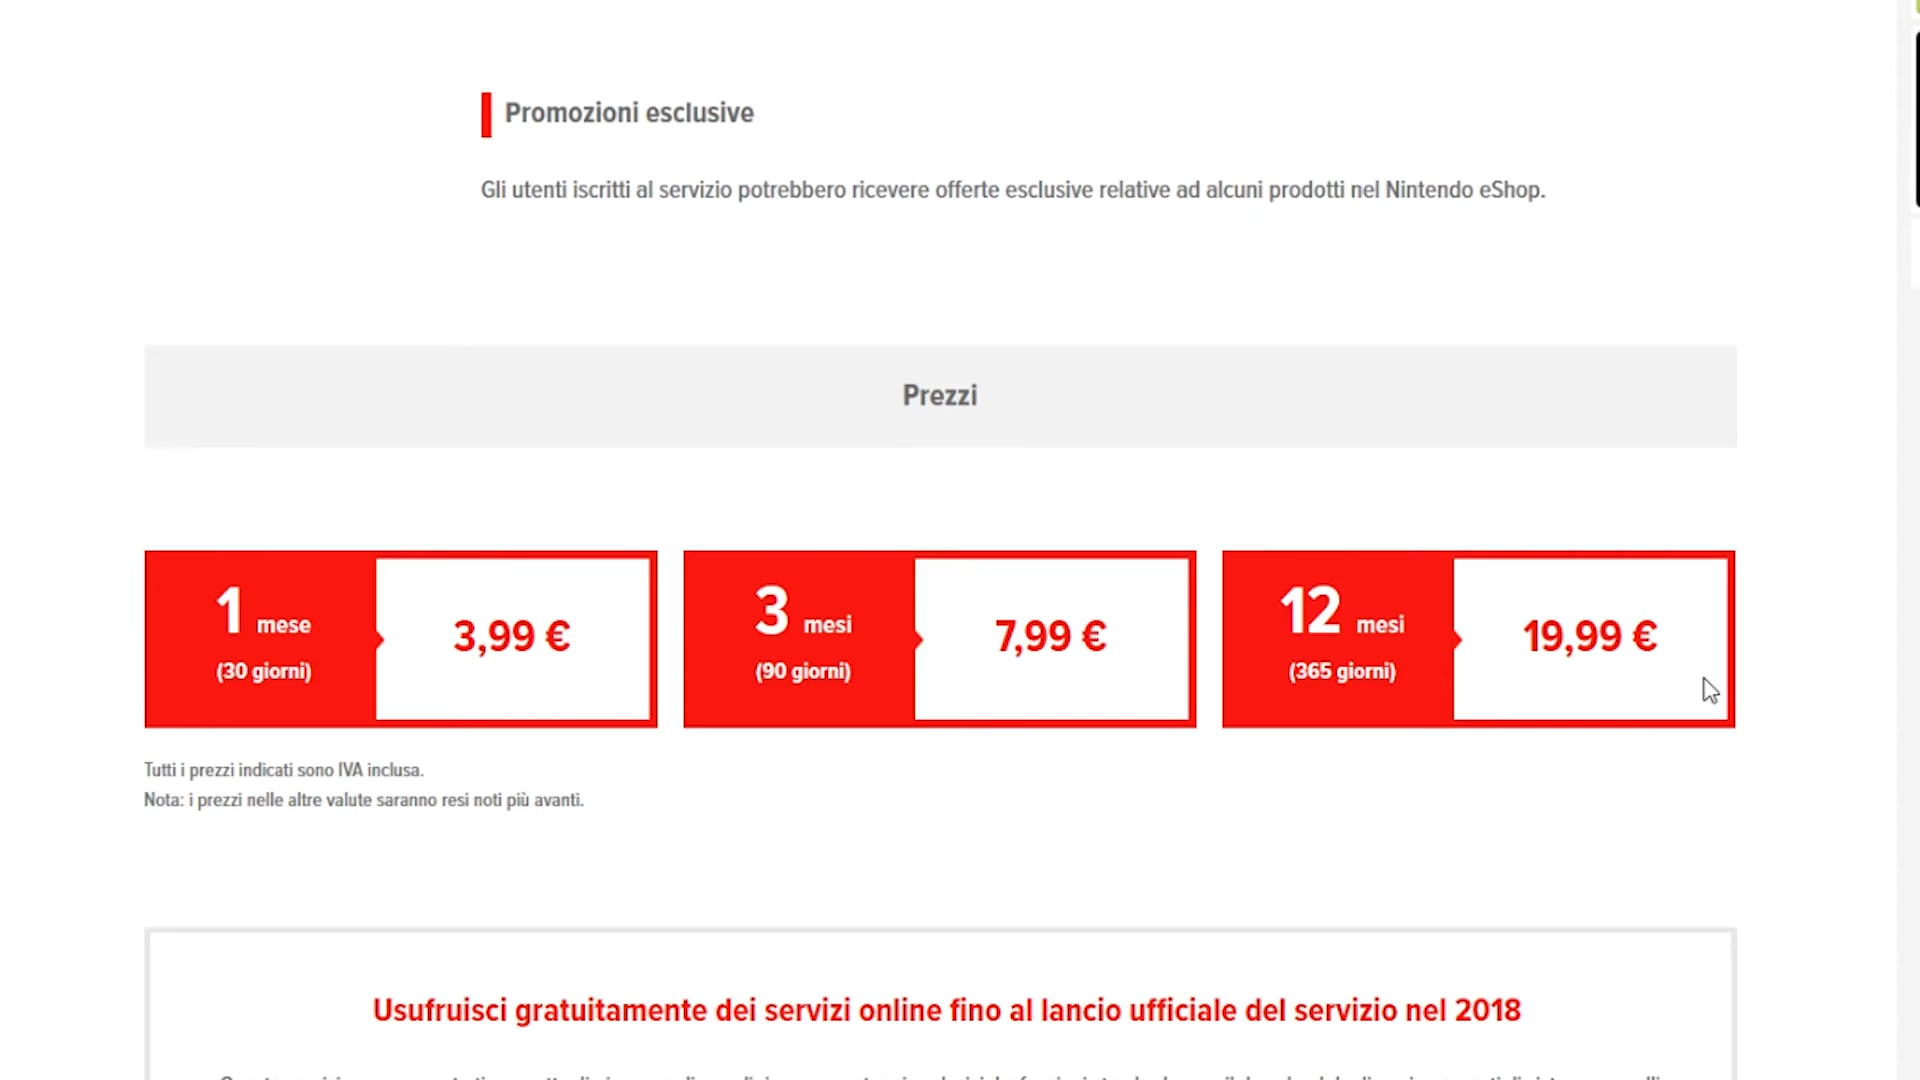 Promozioni esclusive
Gli utenti iscritti al servizio potrebbero ricevere offerte esclusive relative ad alcuni prodotti nel Nintendo eShop.
Prezzi
1 mese
(30 giorni)
3,99 €
3 mesi
(90 giorni)
7,99 €
12 mesi
(365 giorni)
19,99 €
Tutti i prezzi indicati sono IVA inclusa.
Nota: i prezzi nelle altre valute saranno resi noti più avanti.
Usufruisci gratuitamente dei servizi online fino al lancio ufficiale del servizio nel 2018